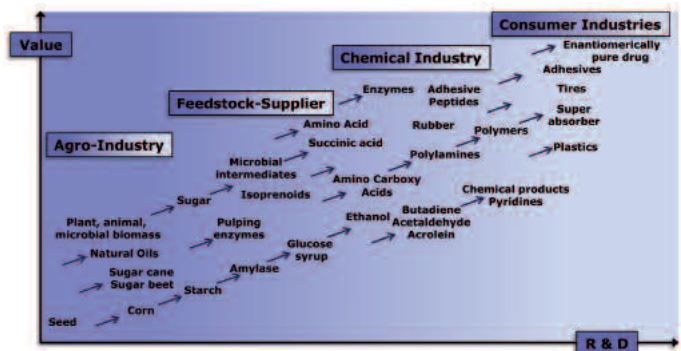 Consumer Industries
Value
Enantiomerically
pure drug
Chemical Industry
Adhesives
Enzymes
Adhesive
Peptides
Tires
Feedstock-Supplier
Super
absorber
Amino Acid
Rubber
Polymers
Agro-Industry
Succinic acid
Plastics
Microbial
intermediates
Polylamines
Amino Carboxy
Acids
Sugar
Isoprenoids
Chemical products
Pyridines
Plant, animal,
microbial biomass
Pulping
enzymes
Ethanol
Butadiene
Acetaldehyde
Acrolein
Natural Oils
Glucose
syrup
Sugar cane
Sugar beet
Amylase
Starch
Corn
Seed
R & D